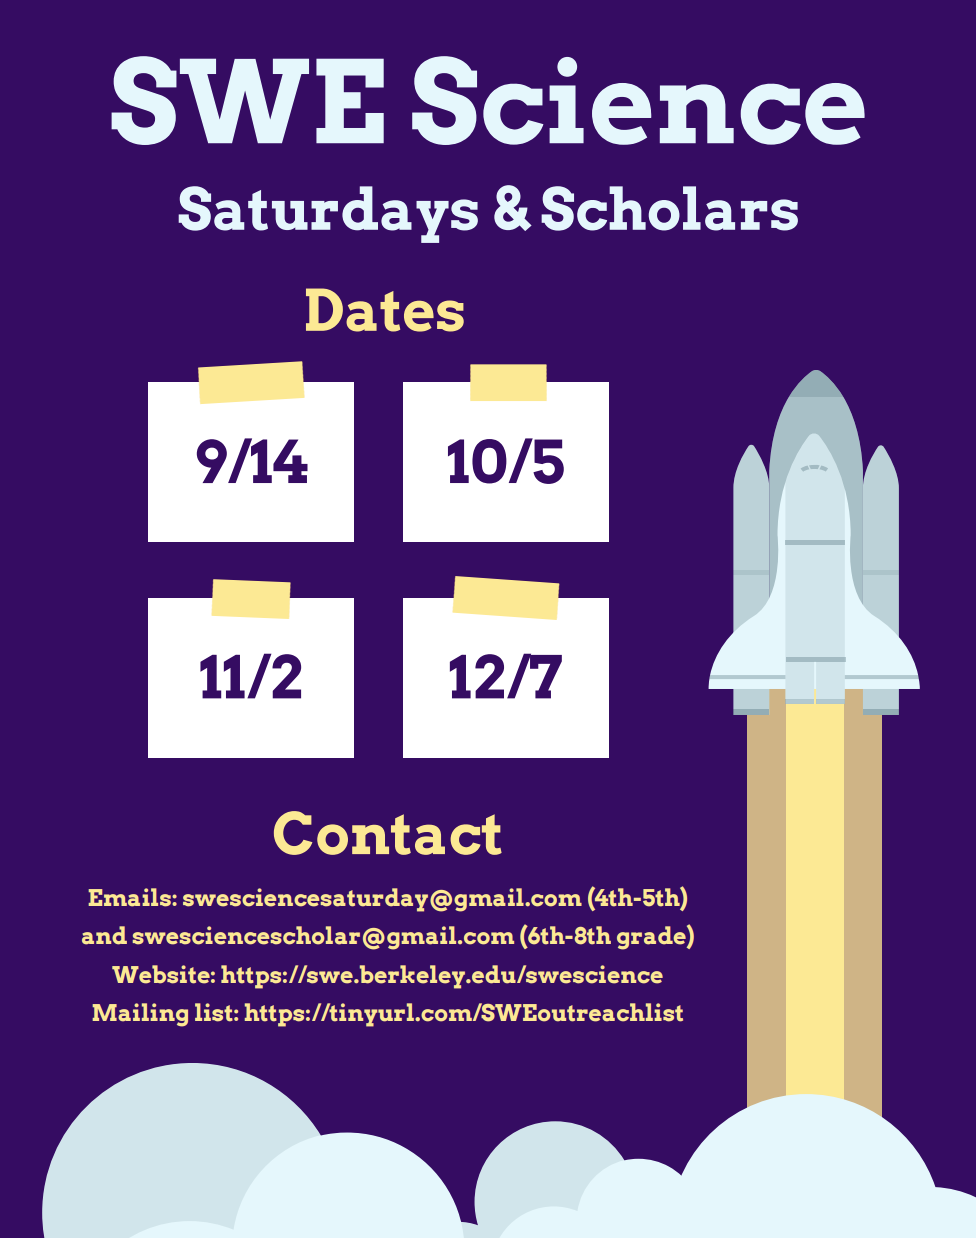 SWE Science
Saturdays & Scholars
Dates
9/14
10/5
11/2
12/7
Contact
Emails: swesciencesaturday@gmail.com (4th-5th)
and swesciencescholar@gmail.com (6th-8th grade)
Website: https://swe.berkeley.edu/swescience
Mailing list: https://tinyurl.com/SWEoutreachlist